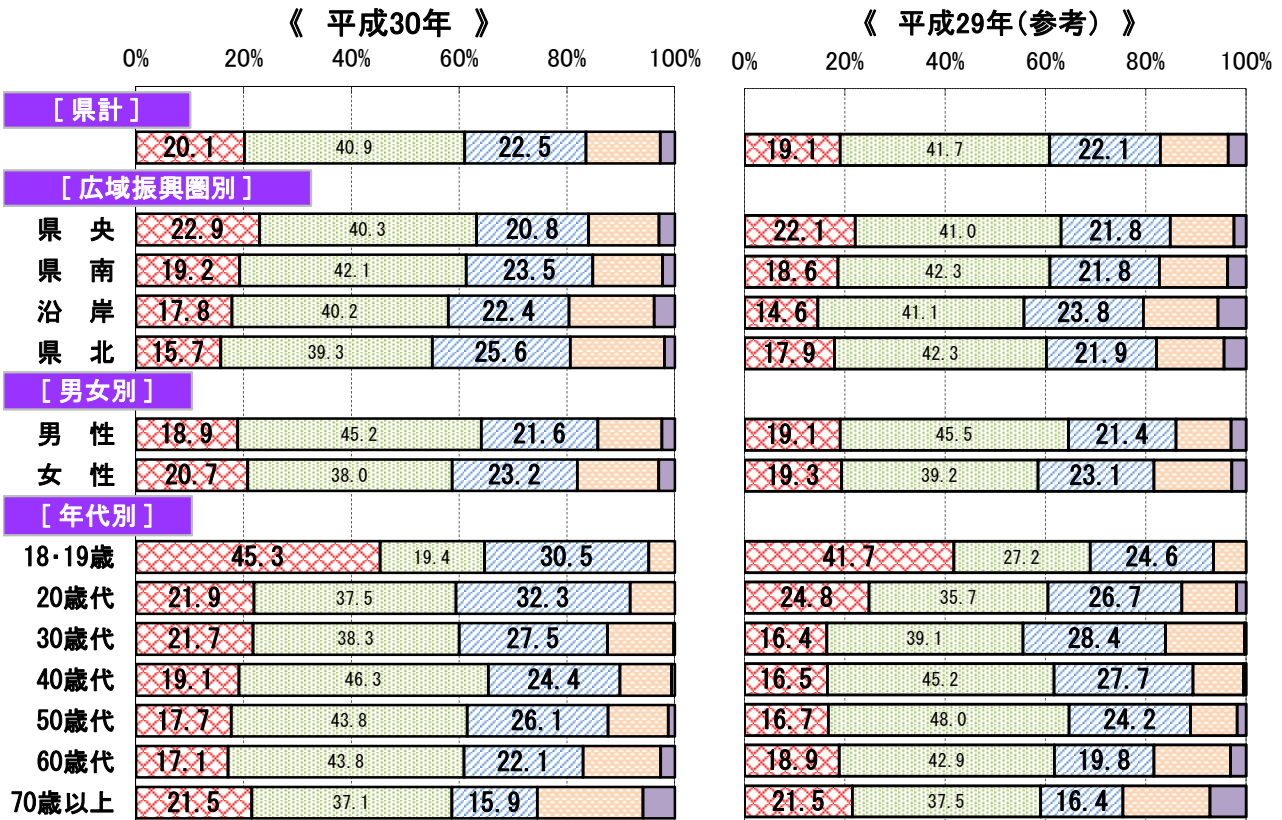 《 平成30年 》 《 平成29年(参考) 》
0% 20% 40% 60% 80% 100% 0% 20% 40% 60% 80% 100%
[ 県計 ]
20.1 40.9 22.5 19.1 41.7 22.1
[ 広域振興圏別 ]
県 央 22.9 40.3 20.8 22.1 41.0 21.8
県 南 19.2 42.1 23.5 18.6 42.3 21.8
沿 岸 17.8 40.2 22.4 14.6 41.1 23.8
県 北 15.7 39.3 25.6 17.9 42.3 21.9
[ 男女別 ]
男 性 18.9 45.2 21.6 19.1 45.5 21.4
女 性 20.7 38.0 23.2 19.3 39.2 23.1
[ 年代別 ]
18・19歳 45.3 19.4 30.5 41.7 27.2 24.6
20歳代 21.9 37.5 32.3 24.8 35.7 26.7
30歳代 21.7 38.3 27.5 16.4 39.1 28.4
40歳代 19.1 46.3 24.4 16.5 45.2 27.7
50歳代 17.7 43.8 26.1 16.7 48.0 24.2
60歳代 17.1 43.8 22.1 18.9 42.9 19.8
70歳以上 21.5 37.1 15.9 21.5 37.5 16.4